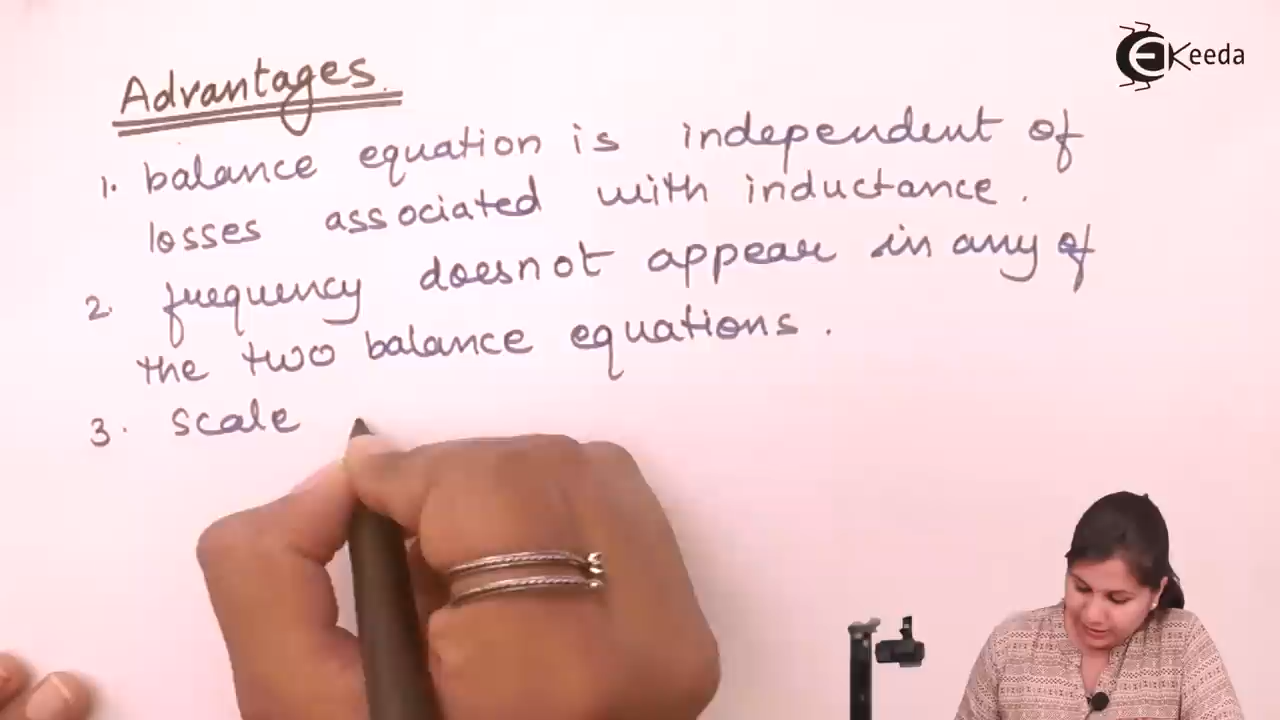 Advantages.
1. balance equation is independent of
losses associated with inductance.
2. frequency doesnot appear in any of
the two balance equations.
3. scale
EKeeda